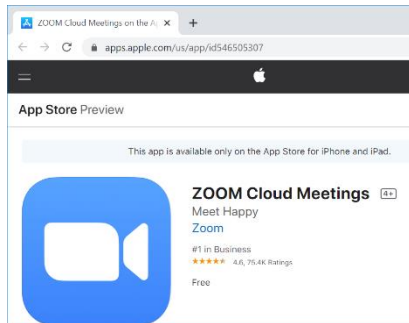 ZOOM Cloud Meetings on the A
apps.apple.com/us/app/id546505307
App Store Preview
This app is available only on the App Store for iPhone and iPad.
ZOOM Cloud Meetings 4+
Meet Happy
Zoom
#1 in Business
★★★★★ 4.6, 75.4K Ratings
Free